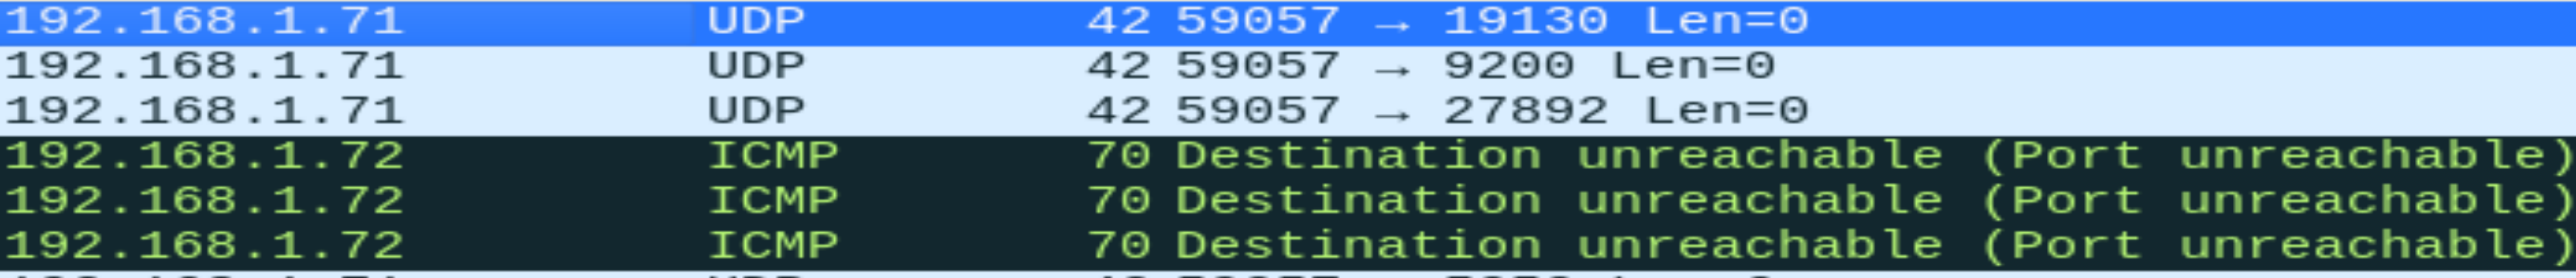 192.168.1.71 UDP 42 59057 → 19130 Len=0
192.168.1.71 UDP 42 59057 → 9200 Len=0
192.168.1.71 UDP 42 59057 → 27892 Len=0
192.168.1.72 ICMP 70 Destination unreachable (Port unreachable)
192.168.1.72 ICMP 70 Destination unreachable (Port unreachable)
192.168.1.72 ICMP 70 Destination unreachable (Port unreachable)